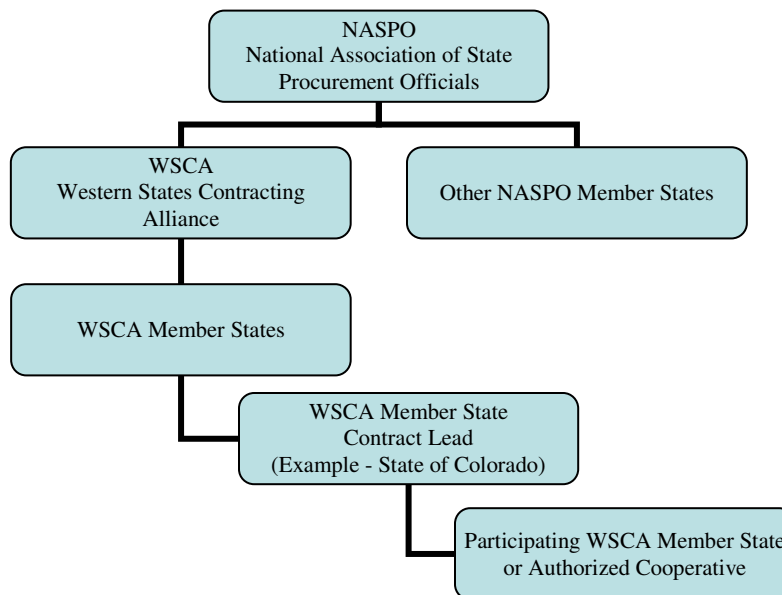 NASPO
National Association of State
Procurement Officials
WSCA
Western States Contracting
Alliance
Other NASPO Member States
WSCA Member States
WSCA Member State
Contract Lead
(Example - State of Colorado)
Participating WSCA Member State
or Authorized Cooperative